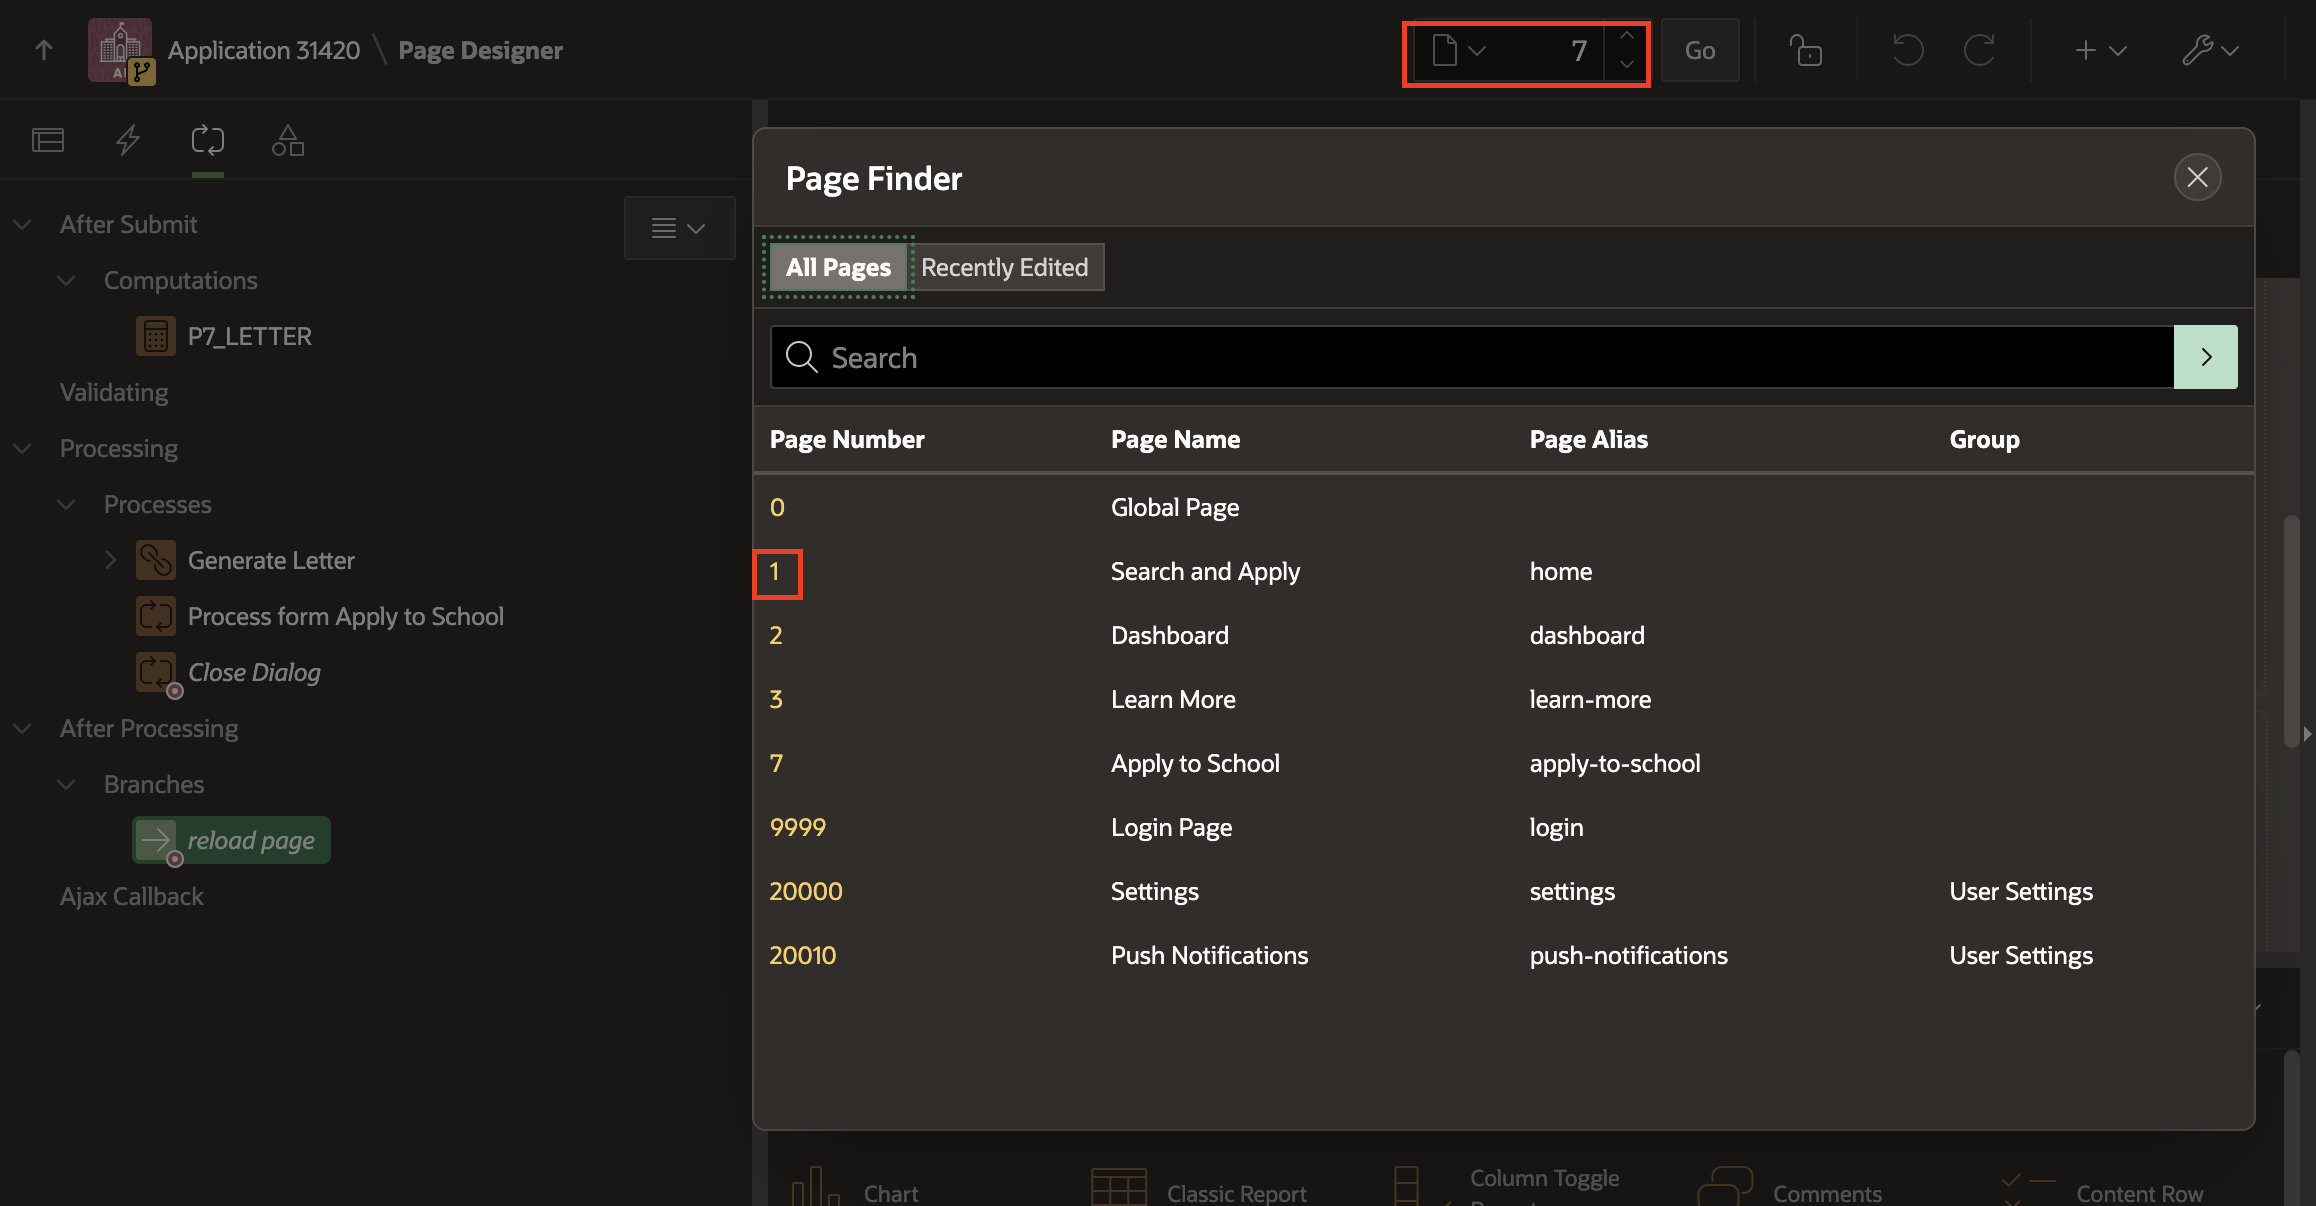 Application 31420 \ Page Designer
7
Go
After Submit
Computations
P7_LETTER
Validating
Processing
Processes
Generate Letter
Process form Apply to School
Close Dialog
After Processing
Branches
reload page
Ajax Callback
Page Finder
All Pages Recently Edited
Search
Page Number Page Name Page Alias Group
0 Global Page
1 Search and Apply home
2 Dashboard dashboard
3 Learn More learn-more
7 Apply to School apply-to-school
9999 Login Page login
20000 Settings settings User Settings
20010 Push Notifications push-notifications User Settings
Chart
Classic Report
Column Toggle
Comments
Content Row